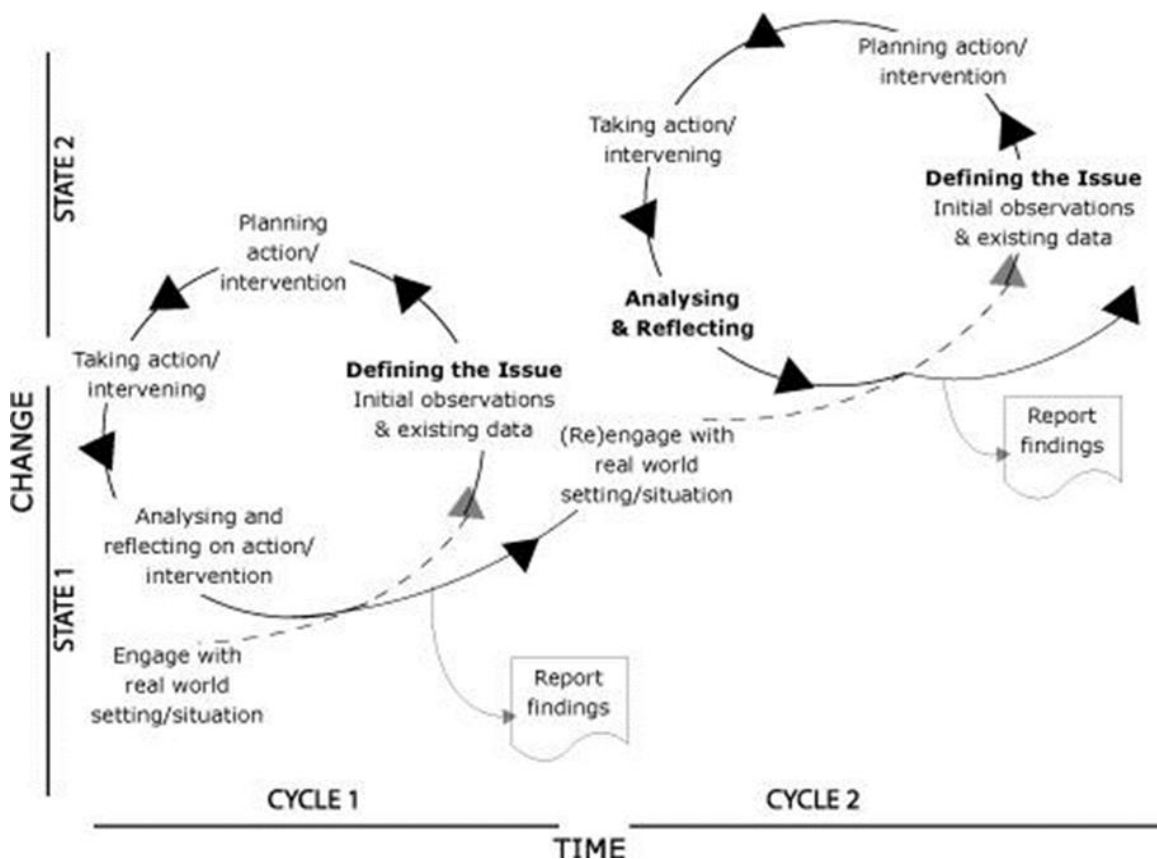 Planning action/
intervention
Taking action/
intervening
Defining the Issue
Initial observations
& existing data
Analysing
& Reflecting
Report
findings
STATE 2
Planning
action/
intervention
Taking action/
intervening
Defining the Issue
Initial observations
& existing data
(Re)engage with
real world
setting/situation
Analysing and
reflecting on action/
intervention
Engage with
real world
setting/situation
Report
findings
CHANGE
STATE 1
CYCLE 1
CYCLE 2
TIME